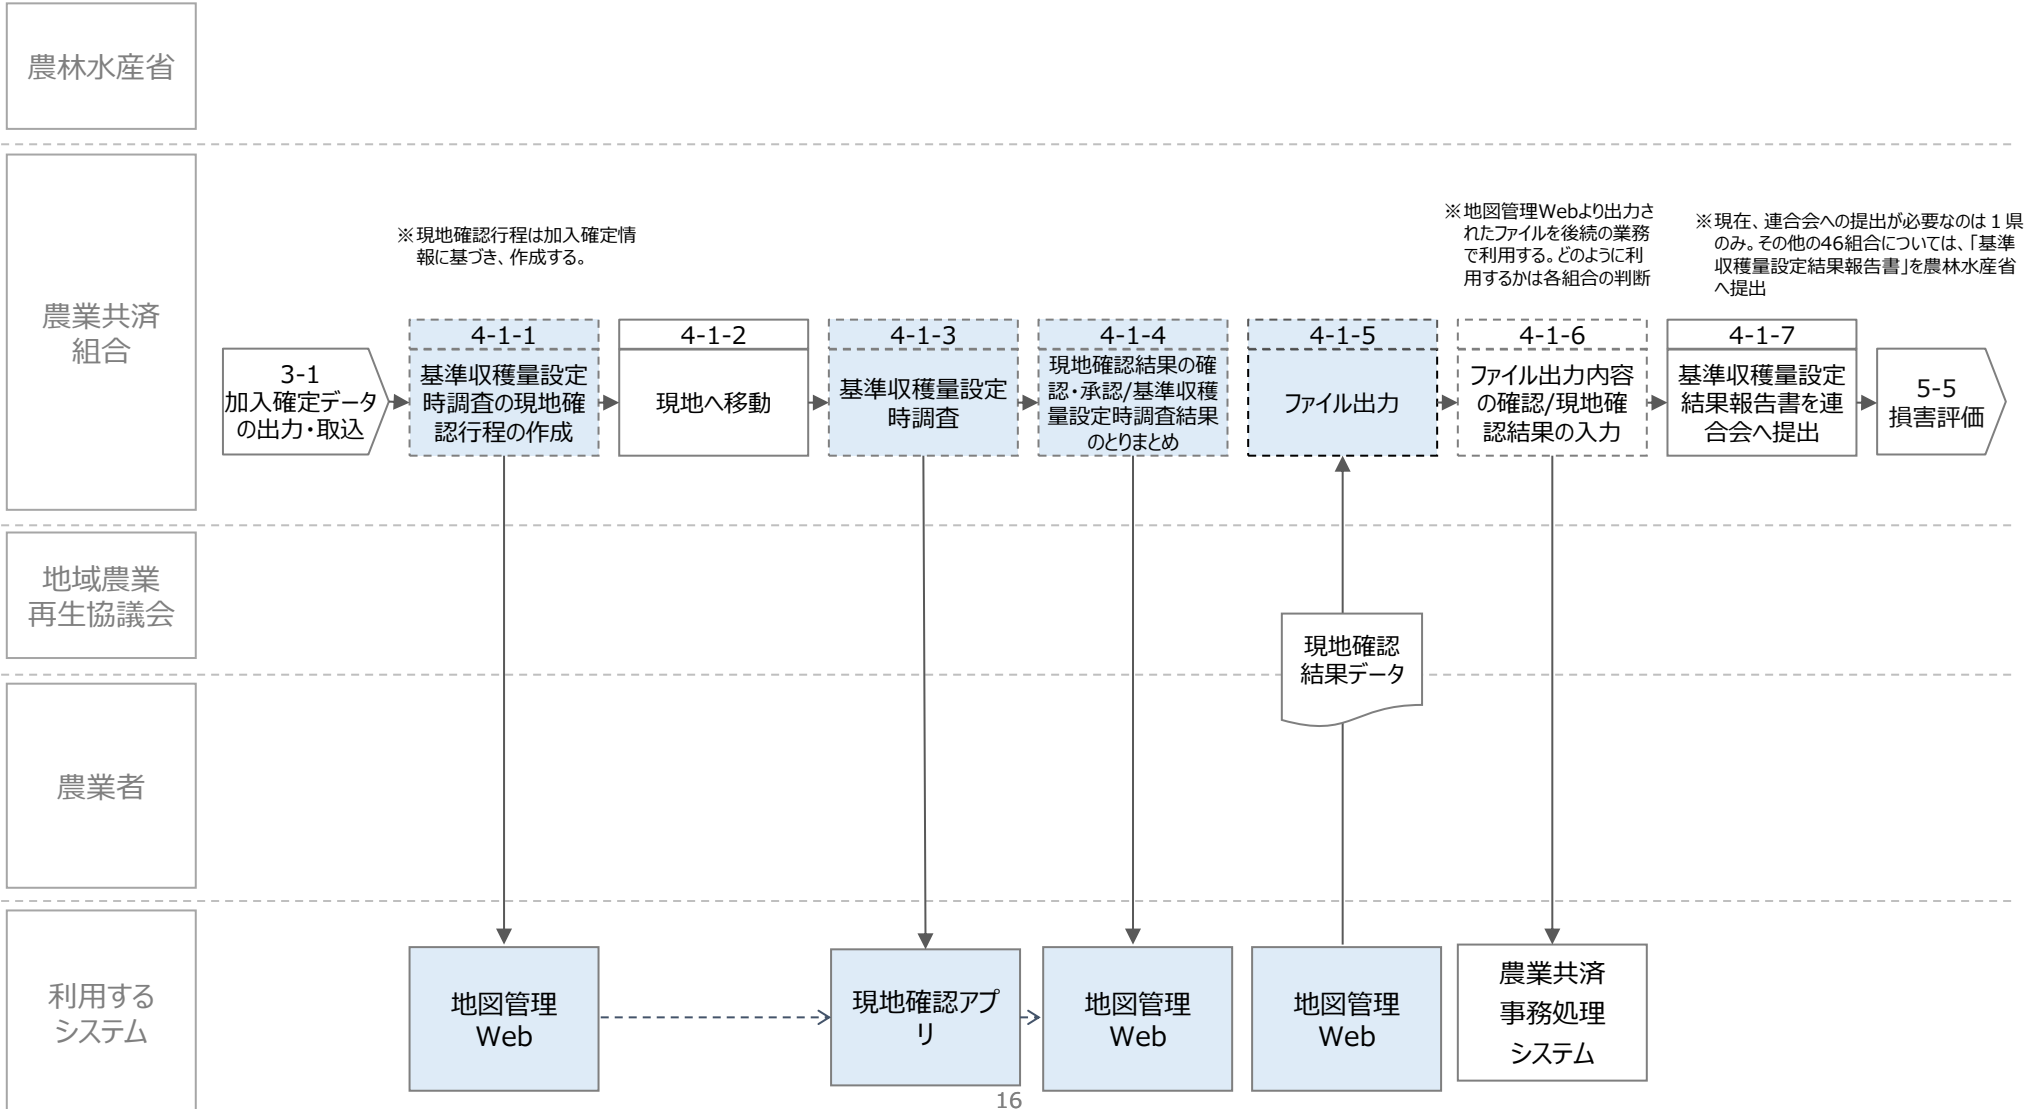 農林水産省
農業共済
組合
※現地確認行程は加入確定情
報に基づき、作成する。
※地図管理Webより出力さ
れたファイルを後続の業務
で利用する。どのように利
用するかは各組合の判断
※現在、連合会への提出が必要なのは１県
のみ。その他の46組合については、「基準
収穫量設定結果報告書」を農林水産省
へ提出
3-1
加入確定データ
の出力・取込
4-1-1
基準収穫量設定
時調査の現地確
認行程の作成
4-1-2
現地へ移動
4-1-3
基準収穫量設定
時調査
4-1-4
現地確認結果の確
認・承認/基準収穫
量設定時調査結果
のとりまとめ
4-1-5
ファイル出力
4-1-6
ファイル出力内容
の確認/現地確
認結果の入力
4-1-7
基準収穫量設定
結果報告書を連
合会へ提出
5-5
損害評価
地域農業
再生協議会
現地確認
結果データ
農業者
利用する
システム
地図管理
Web
現地確認アプ
リ
地図管理
Web
地図管理
Web
農業共済
事務処理
システム
16